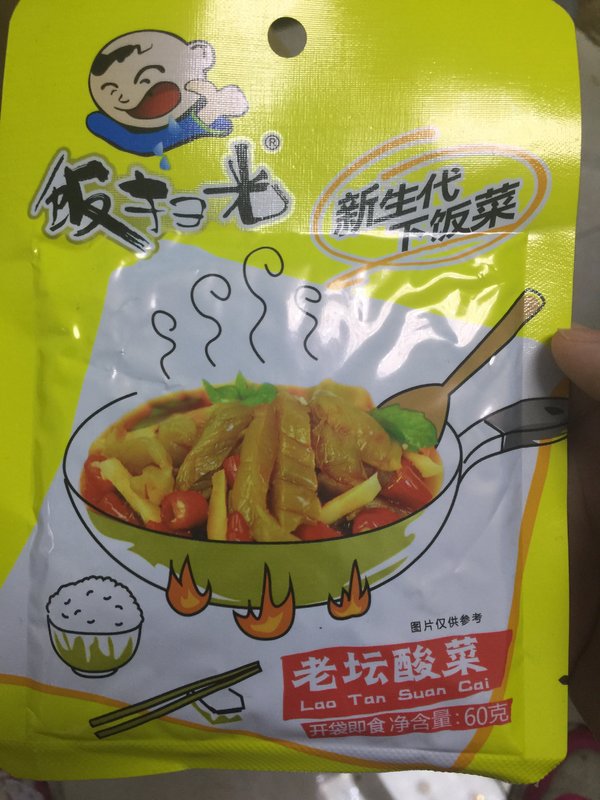 饭扫光®
新生代
下饭菜
图片仅供参考
老坛酸菜
Lao Tan Suan Cai
开袋即食 净含量:60克